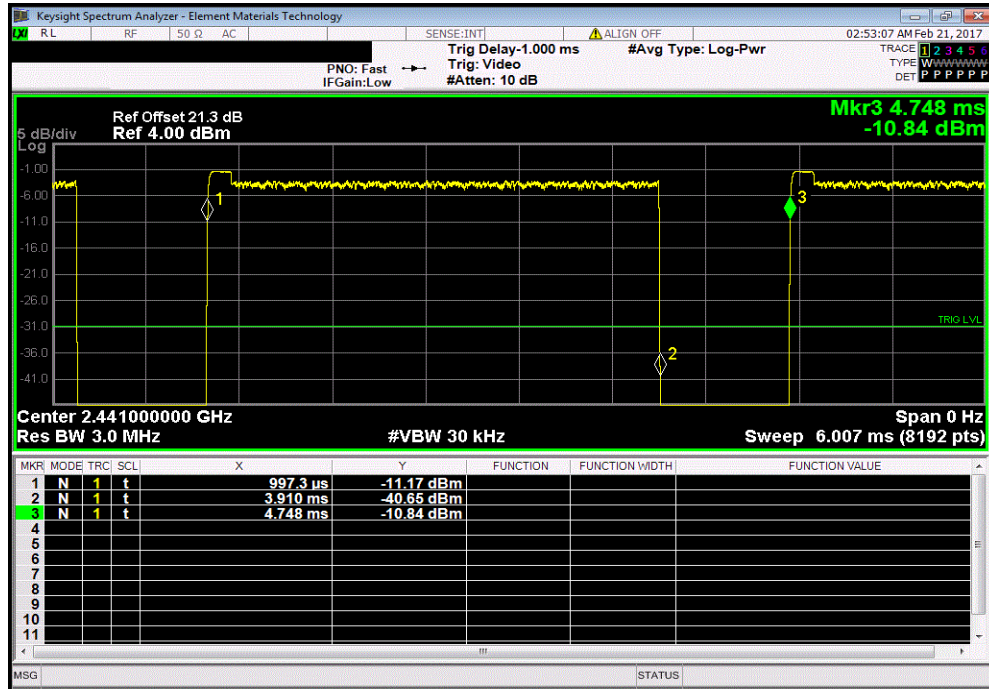 Keysight Spectrum Analyzer - Element Materials Technology
LXI RL RF 50 Ω AC SENSE:INT ALIGN OFF 02:53:07 AM Feb 21, 2017
Trig Delay-1.000 ms #Avg Type: Log-Pwr TRACE 1 2 3 4 5 6
PNO: Fast Trig: Video TYPE WWWWWW
IFGain:Low #Atten: 10 dB DET P P P P P P
Mkr3 4.748 ms
-10.84 dBm
Ref Offset 21.3 dB
5 dB/div Ref 4.00 dBm
Log
-1.00
-6.00
-11.0
-16.0
-21.0
-26.0
-31.0
-36.0
-41.0
1
3
TRIG LVL
2
Center 2.441000000 GHz Span 0 Hz
Res BW 3.0 MHz #VBW 30 kHz Sweep 6.007 ms (8192 pts)
MKR MODE TRC SCL X Y FUNCTION FUNCTION WIDTH FUNCTION VALUE
1 N 1 t 997.3 µs -11.17 dBm
2 N 1 t 3.910 ms -40.65 dBm
3 N 1 t 4.748 ms -10.84 dBm
4
5
6
7
8
9
10
11
MSG STATUS